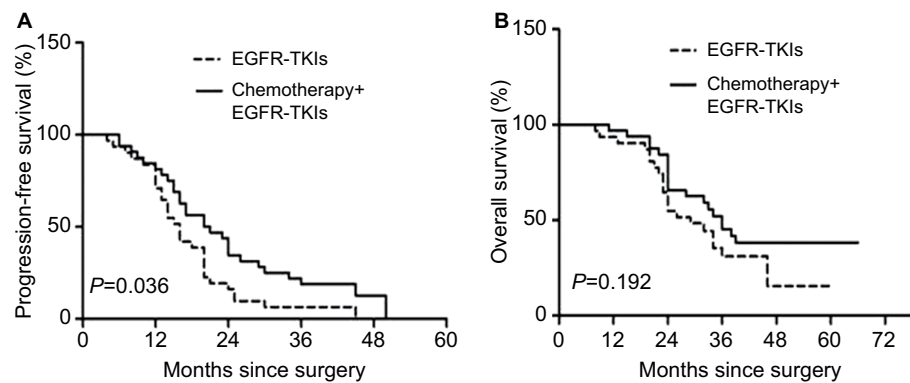 A
Progression-free survival (%)
150
100
50
0
EGFR-TKIs
Chemotherapy+
EGFR-TKIs
P=0.036
0 12 24 36 48 60
Months since surgery
B
Overall survival (%)
150
100
50
0
EGFR-TKIs
Chemotherapy+
EGFR-TKIs
P=0.192
0 12 24 36 48 60 72
Months since surgery